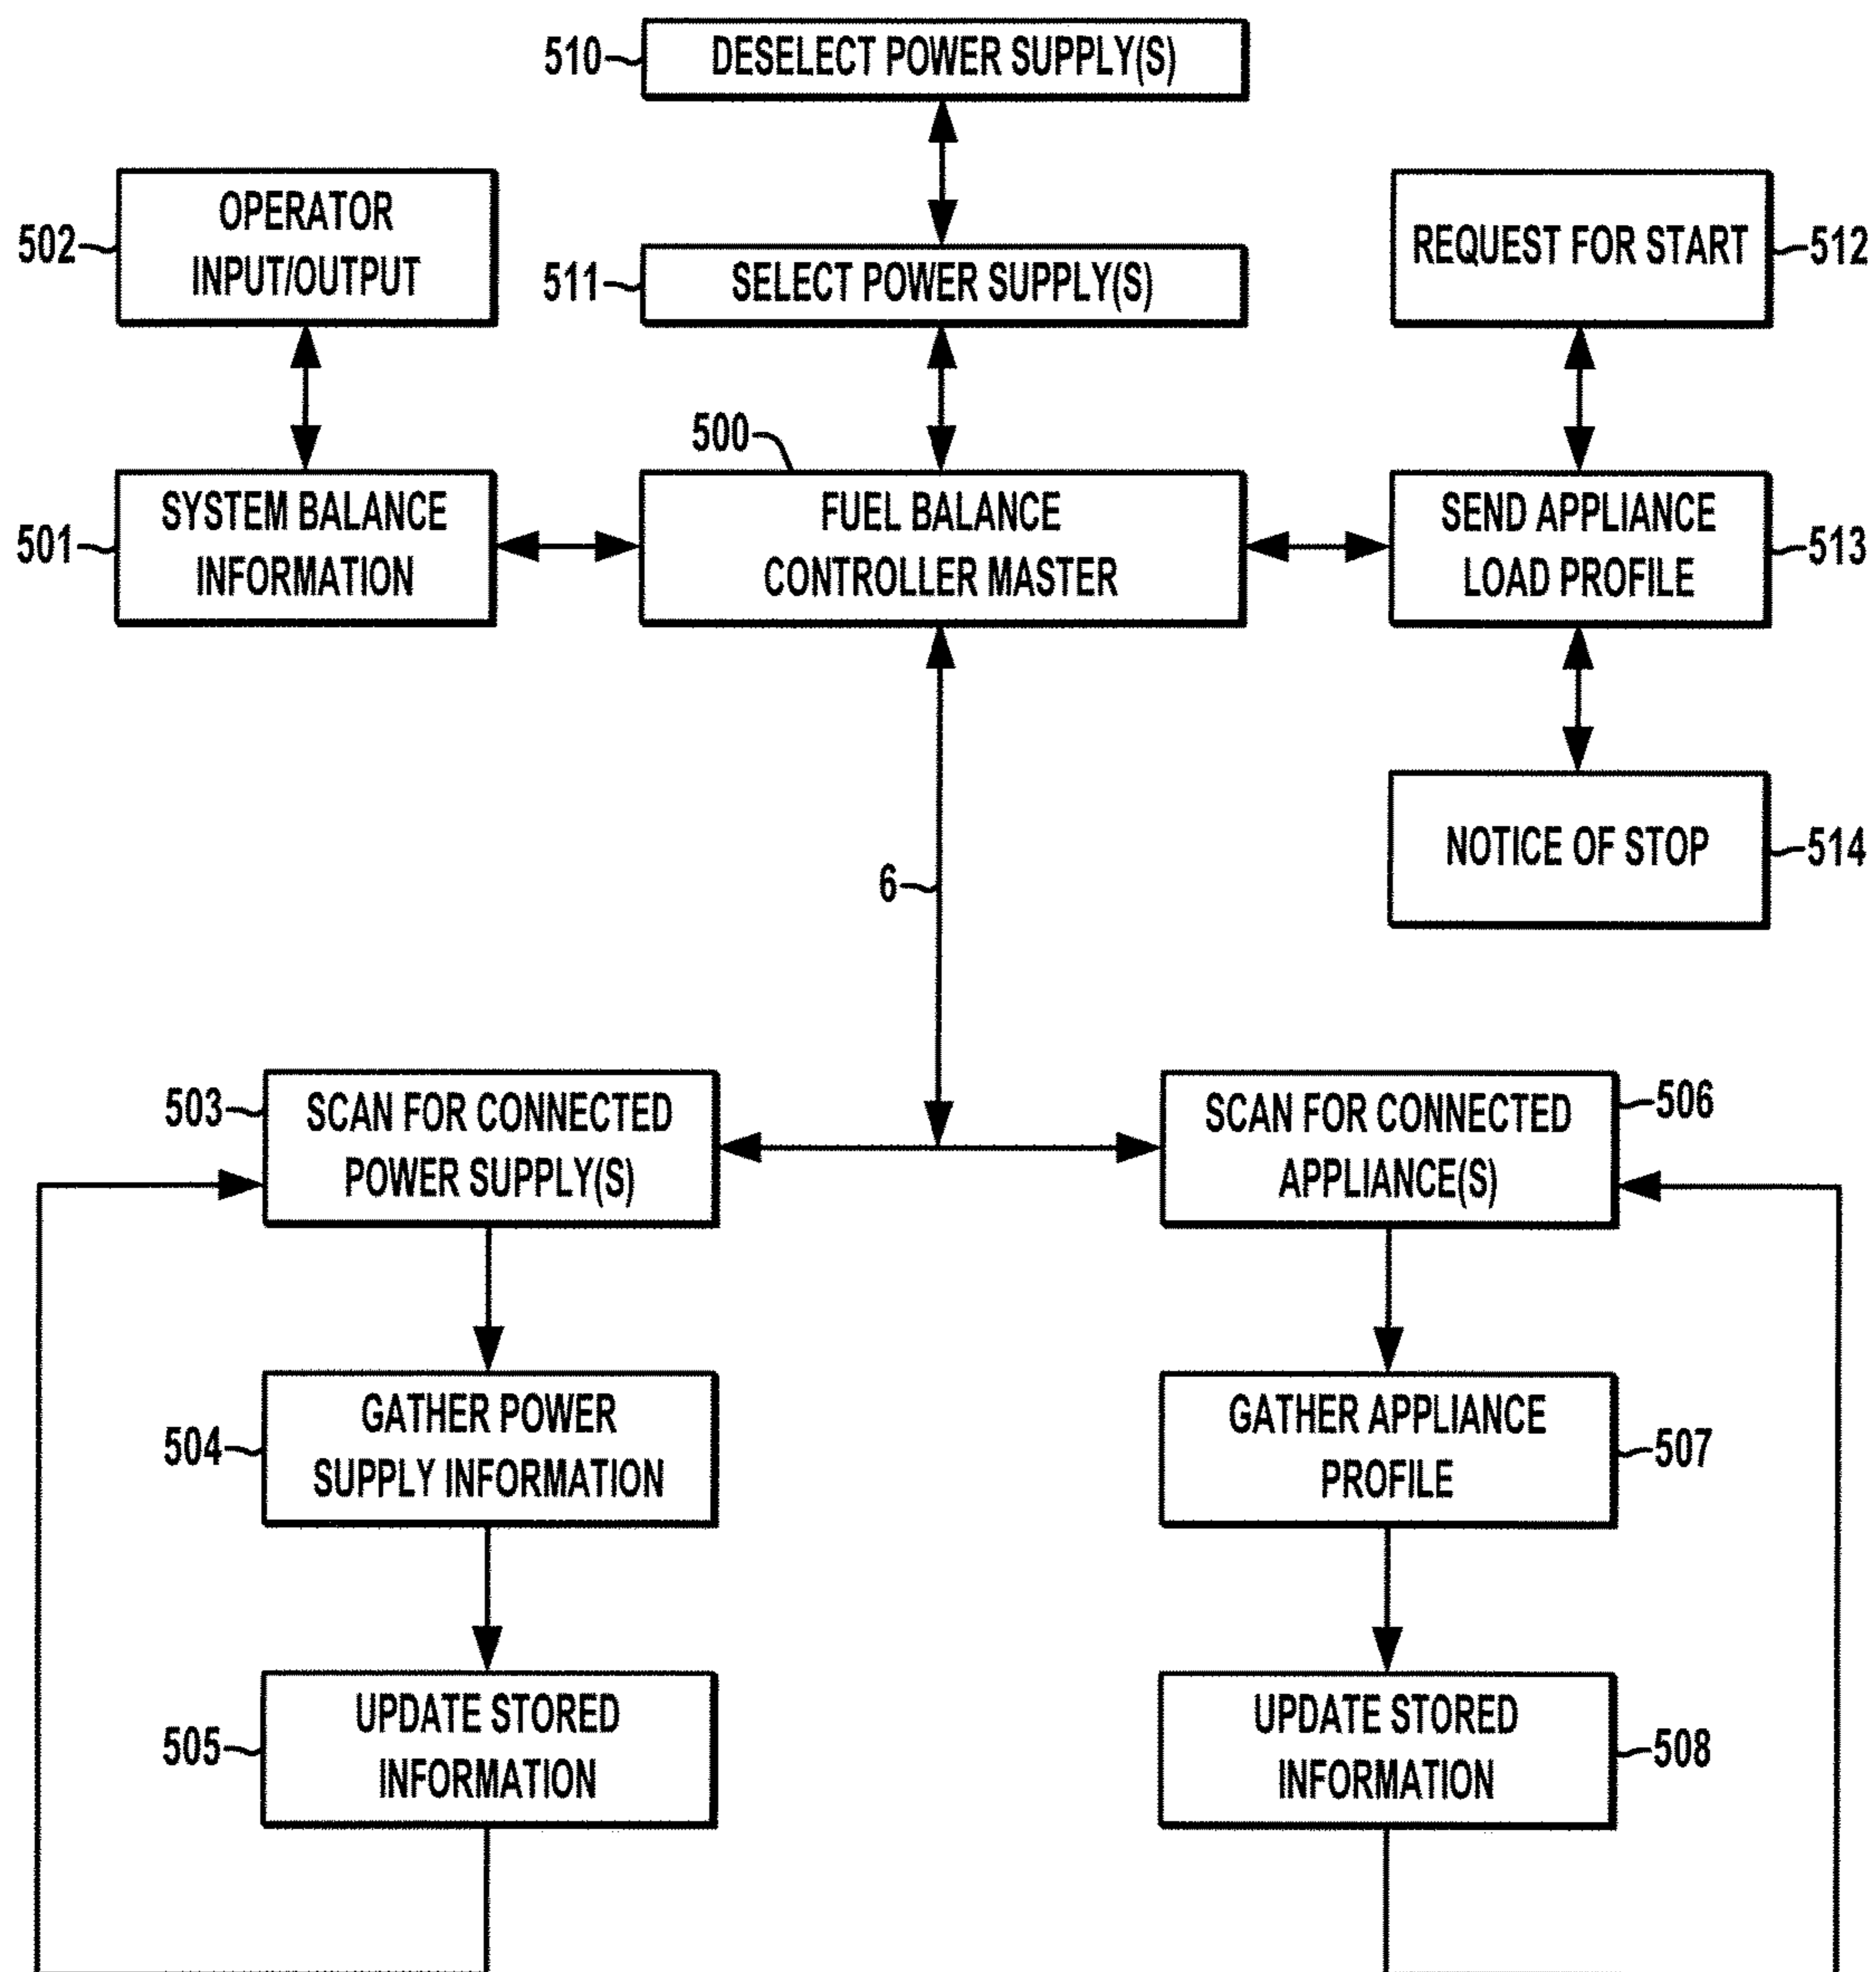 510
DESELECT POWER SUPPLY(S)
502
OPERATOR
INPUT/OUTPUT
511
SELECT POWER SUPPLY(S)
REQUEST FOR START
512
500
501
SYSTEM BALANCE
INFORMATION
FUEL BALANCE
CONTROLLER MASTER
SEND APPLIANCE
LOAD PROFILE
513
6
NOTICE OF STOP
514
503
SCAN FOR CONNECTED
POWER SUPPLY(S)
SCAN FOR CONNECTED
APPLIANCE(S)
506
504
GATHER POWER
SUPPLY INFORMATION
GATHER APPLIANCE
PROFILE
507
505
UPDATE STORED
INFORMATION
UPDATE STORED
INFORMATION
508